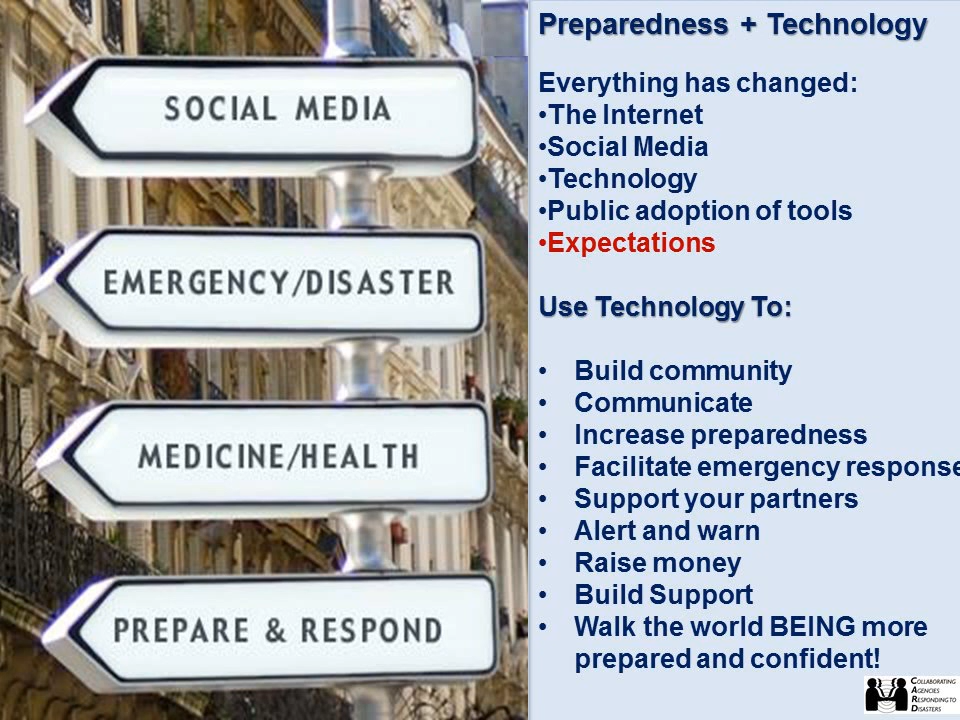 SOCIAL MEDIA
EMERGENCY/DISASTER
MEDICINE/HEALTH
PREPARE & RESPOND
Preparedness + Technology
Everything has changed:
•The Internet
•Social Media
•Technology
•Public adoption of tools
•Expectations
Use Technology To:
• Build community
• Communicate
• Increase preparedness
• Facilitate emergency response
• Support your partners
• Alert and warn
• Raise money
• Build Support
• Walk the world BEING more
prepared and confident!
COLLABORATING
AGENCIES
RESPONDING TO
DISASTERS